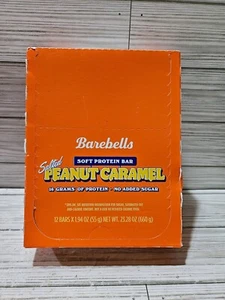 Barebells
SOFT PROTEIN BAR
Salted
PEANUT CARAMEL
16 GRAMS OF PROTEIN - NO ADDED SUGAR
12 BARS X 1.94 OZ (55 g) NET WT. 23.28 OZ (660 g)